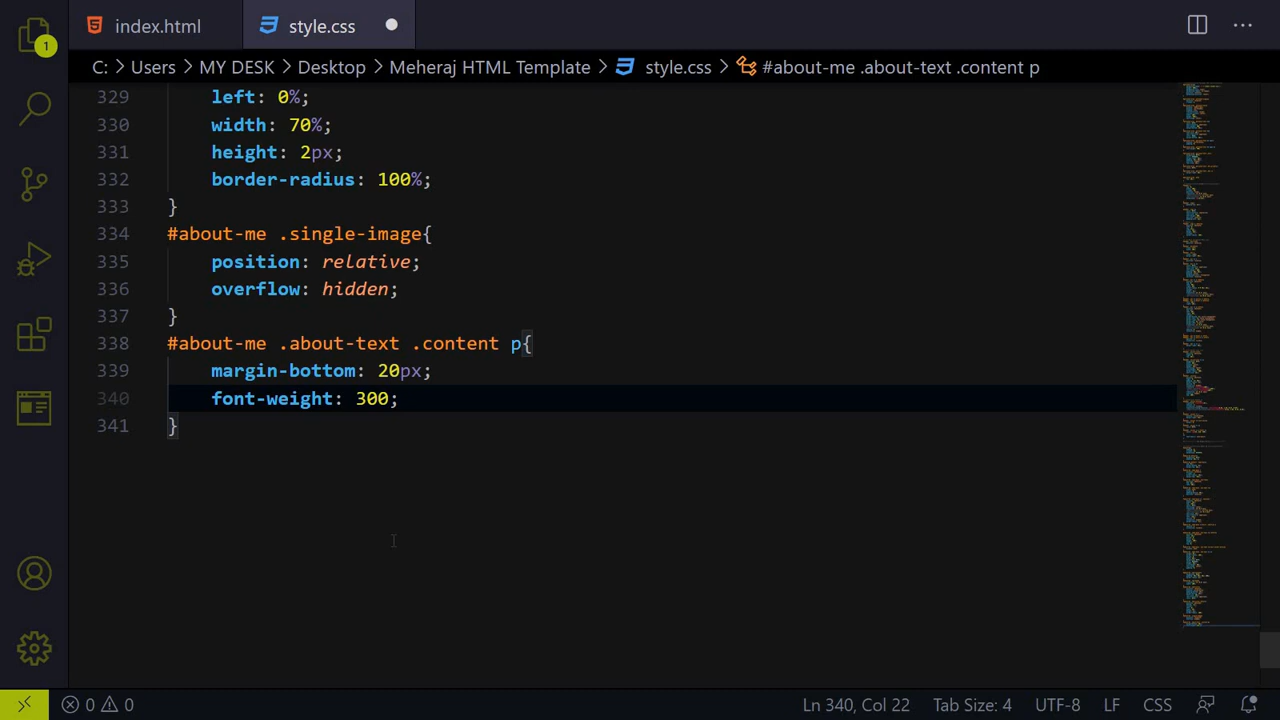 index.html
style.css
1
C: Users MY DESK Desktop Meheraj HTML Template style.css #about-me .about-text .content p
329 left: 0%;
330 width: 70%;
331 height: 2px;
332 border-radius: 100%;
333 }
334 #about-me .single-image{
335 position: relative;
336 overflow: hidden;
337 }
338 #about-me .about-text .content p{
339 margin-bottom: 20px;
340 font-weight: 300;
341 }
0 0 Ln 340, Col 22 Tab Size: 4 UTF-8 LF CSS